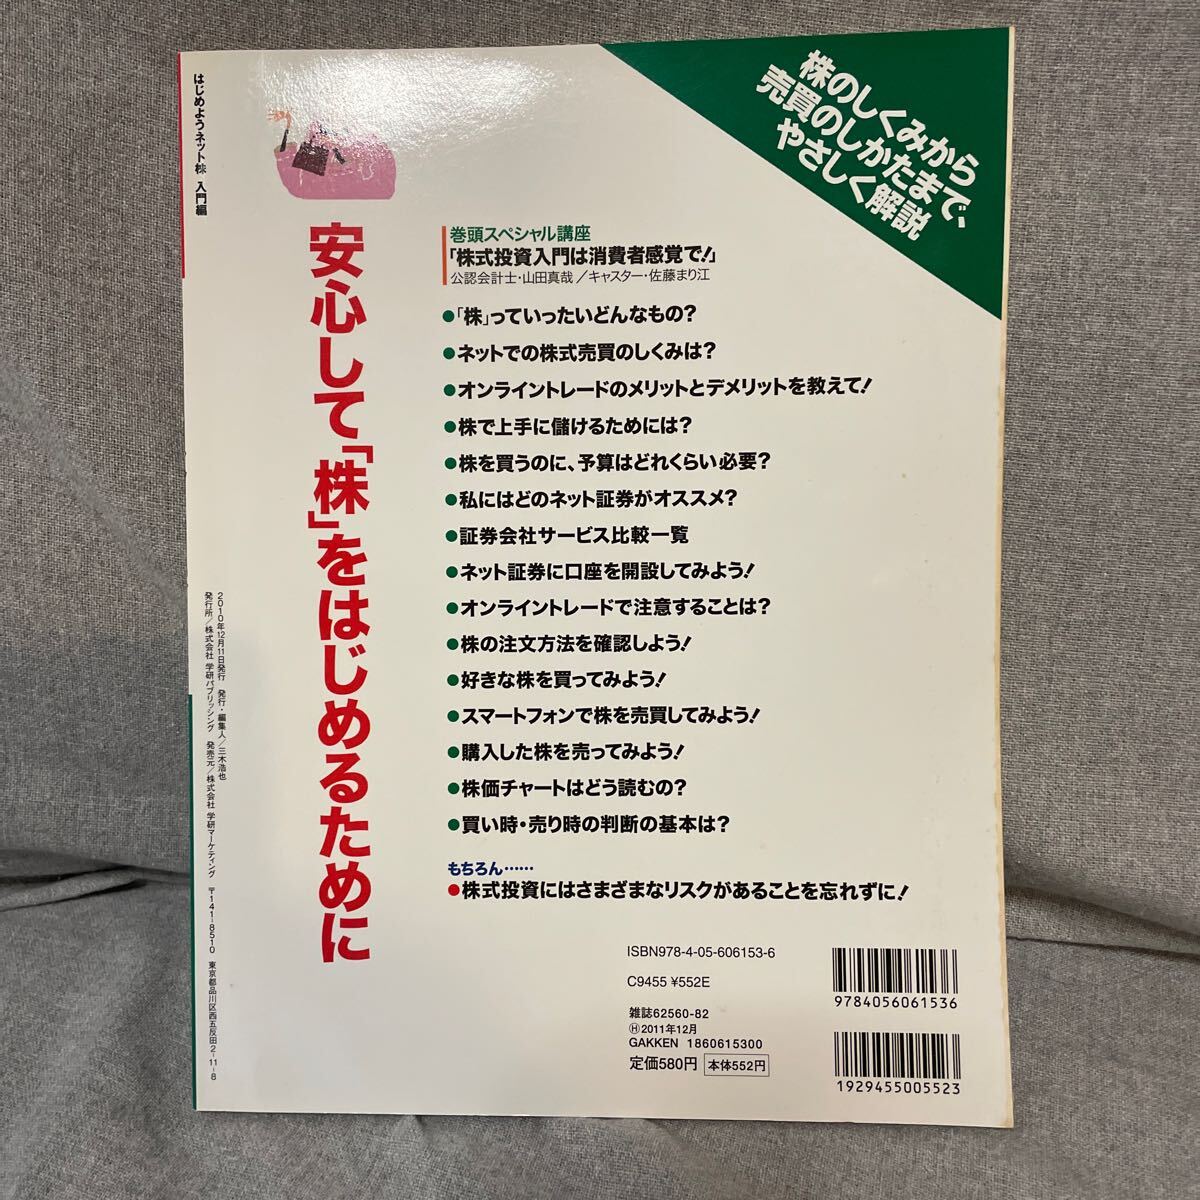 株のしくみから
売買のしかたまで、
やさしく解説
はじめようネット株 入門編
安心して「株」をはじめるために
巻頭スペシャル講座
「株式投資入門は消費者感覚で!」
公認会計士・山田真哉／キャスター・佐藤まり江
●「株」っていったいどんなもの?
●ネットでの株式売買のしくみは?
●オンライントレードのメリットとデメリットを教えて!
●株で上手に儲けるためには?
●株を買うのに、予算はどれくらい必要?
●私にはどのネット証券がオススメ?
●証券会社サービス比較一覧
●ネット証券に口座を開設してみよう!
●オンライントレードで注意することは?
●株の注文方法を確認しよう!
●好きな株を買ってみよう!
●スマートフォンで株を売買してみよう!
●購入した株を売ってみよう!
●株価チャートはどう読むの?
●買い時・売り時の判断の基本は?
もちろん……
●株式投資にはさまざまなリスクがあることを忘れずに!
2010年12月11日発行 発行・編集人／三木浩也
発行所／株式会社 学研パブリッシング 発売元／株式会社 学研マーケティング 〒141-8510 東京都品川区西五反田2-11-8
ISBN978-4-05-606153-6
C9455 ¥552E
雑誌62560-82
Ⓗ2011年12月
GAKKEN 1860615300
定価580円 本体552円
9784056061536
1929455005523